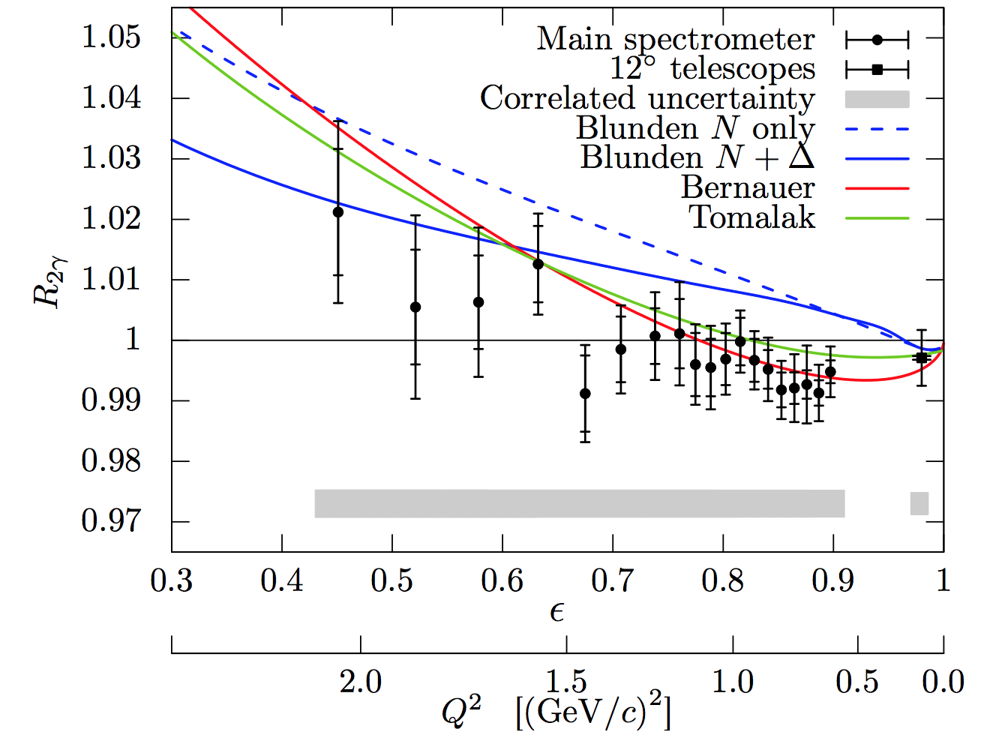 1.05
1.04
1.03
1.02
1.01
1
0.99
0.98
0.97
R2γ
Main spectrometer
12° telescopes
Correlated uncertainty
Blunden N only
Blunden N + Δ
Bernauer
Tomalak
0.3 0.4 0.5 0.6 0.7 0.8 0.9 1
ϵ
2.0 1.5 1.0 0.5 0.0
Q² [(GeV/c)²]